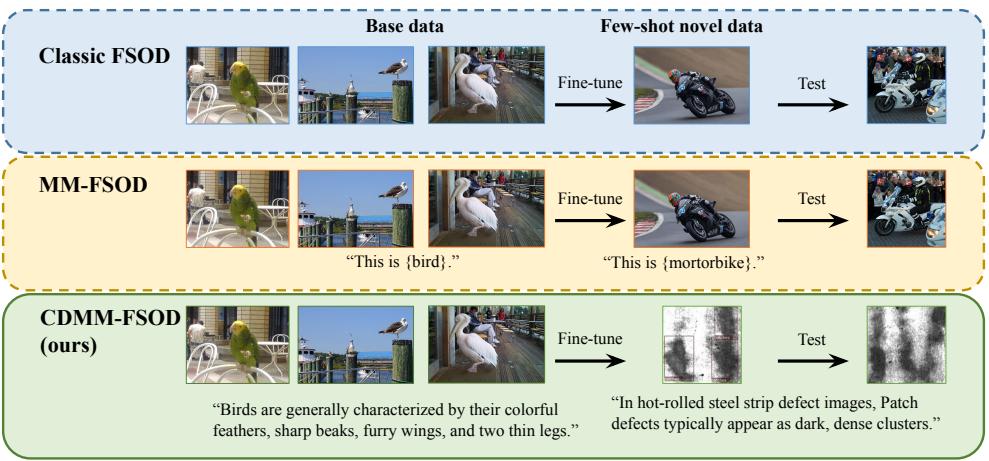 Base data
Few-shot novel data
Classic FSOD
Fine-tune
Test
MM-FSOD
Fine-tune
Test
“This is {bird}.”
“This is {mortorbike}.”
CDMM-FSOD
(ours)
Fine-tune
Test
“Birds are generally characterized by their colorful
feathers, sharp beaks, furry wings, and two thin legs.”
“In hot-rolled steel strip defect images, Patch
defects typically appear as dark, dense clusters.”